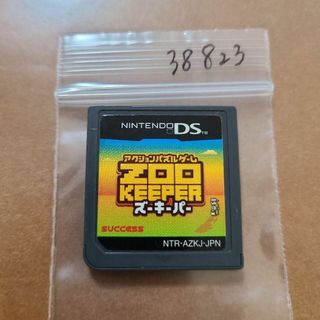 38823
NINTENDO DS
アクションパズルゲーム
ZOO
KEEPER
ズーキーパー
SUCCESS
NTR-AZKJ-JPN